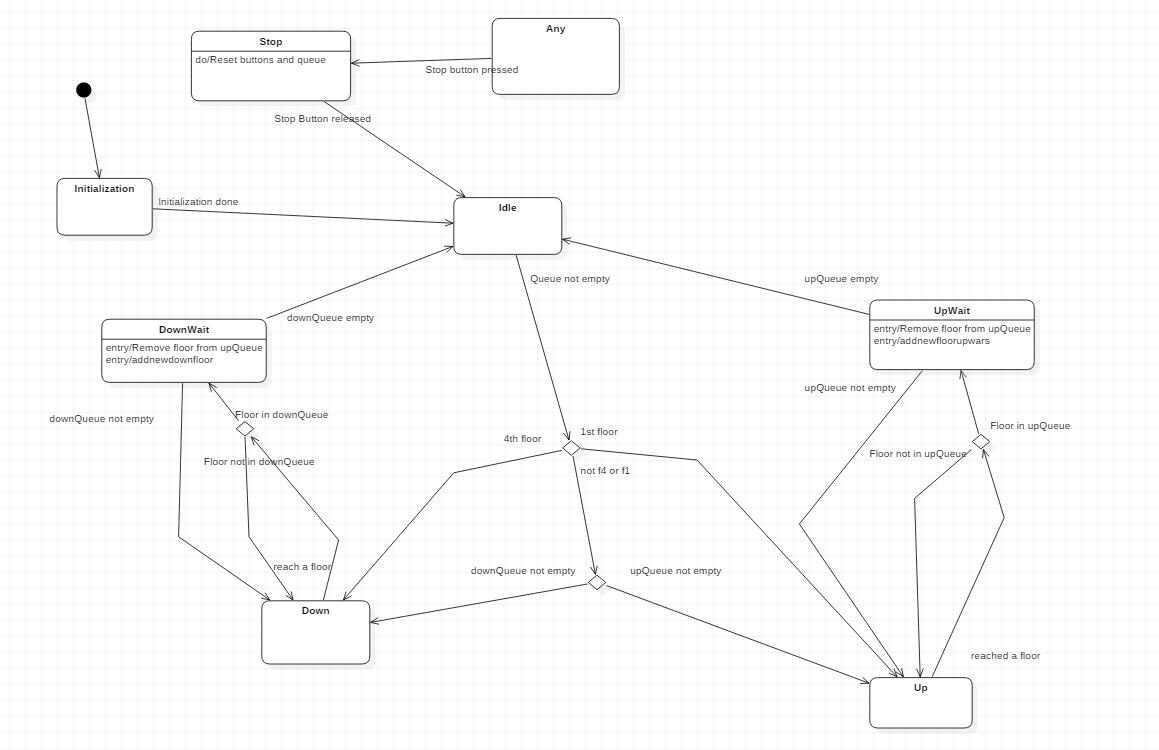 Any
Stop
do/Reset buttons and queue
Stop button pressed
Stop Button released
Initialization
Initialization done
Idle
Queue not empty
upQueue empty
UpWait
entry/Remove floor from upQueue
entry/addnewfloorupwars
downQueue empty
DownWait
entry/Remove floor from upQueue
entry/addnewdownfloor
upQueue not empty
downQueue not empty
Floor in downQueue
Floor in upQueue
4th floor
1st floor
Floor not in upQueue
Floor not in downQueue
not f4 or f1
reach a floor
downQueue not empty
upQueue not empty
Down
reached a floor
Up